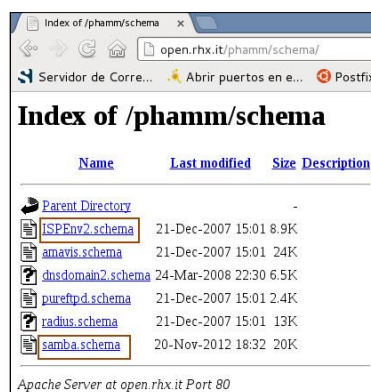 Index of /phamm/schema ×
open.rhx.it/phamm/schema/
Servidor de Corre... Abrir puertos en e... Postfi
Index of /phamm/schema
Name Last modified Size Description
Parent Directory -
ISPEnv2.schema 21-Dec-2007 15:01 8.9K
amavis.schema 21-Dec-2007 15:01 24K
dnsdomain2.schema 24-Mar-2008 22:30 6.5K
pureftpd.schema 21-Dec-2007 15:01 2.4K
radius.schema 21-Dec-2007 15:01 13K
samba.schema 20-Nov-2012 18:32 20K
Apache Server at open.rhx.it Port 80